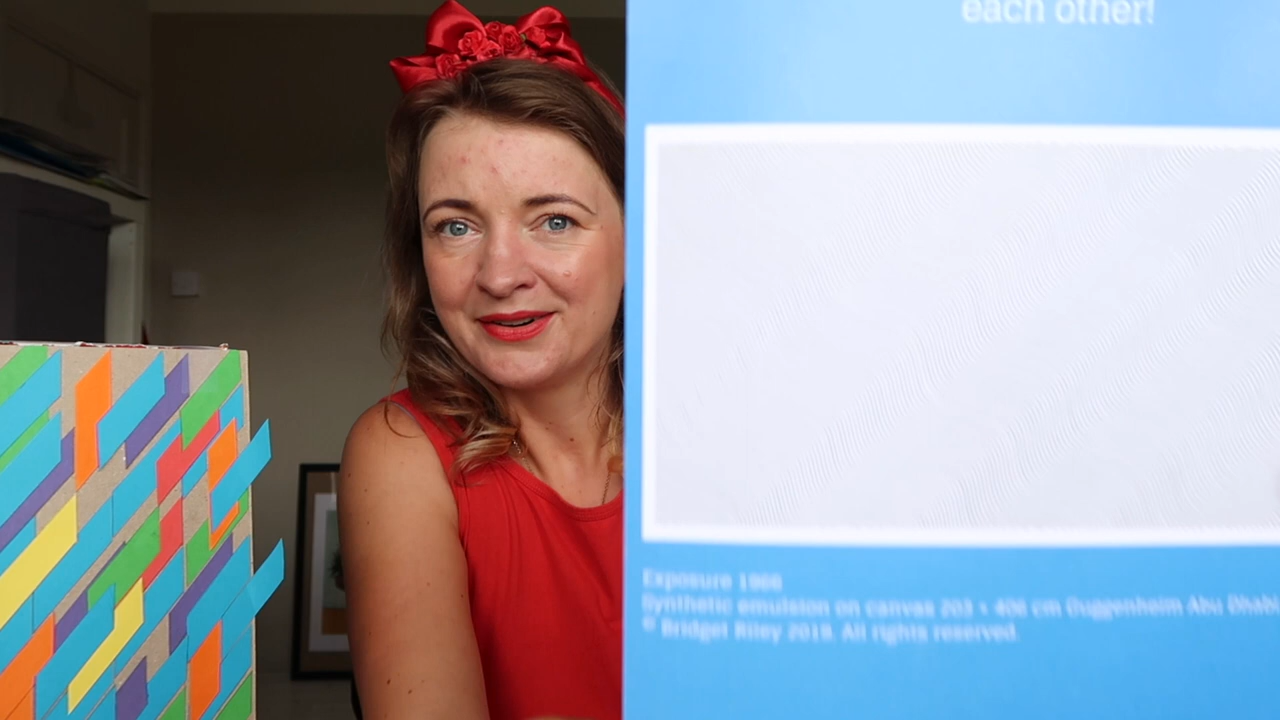 each other!
Exposure 1966
Synthetic emulsion on canvas 203 × 406 cm Guggenheim Abu Dhabi
© Bridget Riley 2018. All rights reserved.